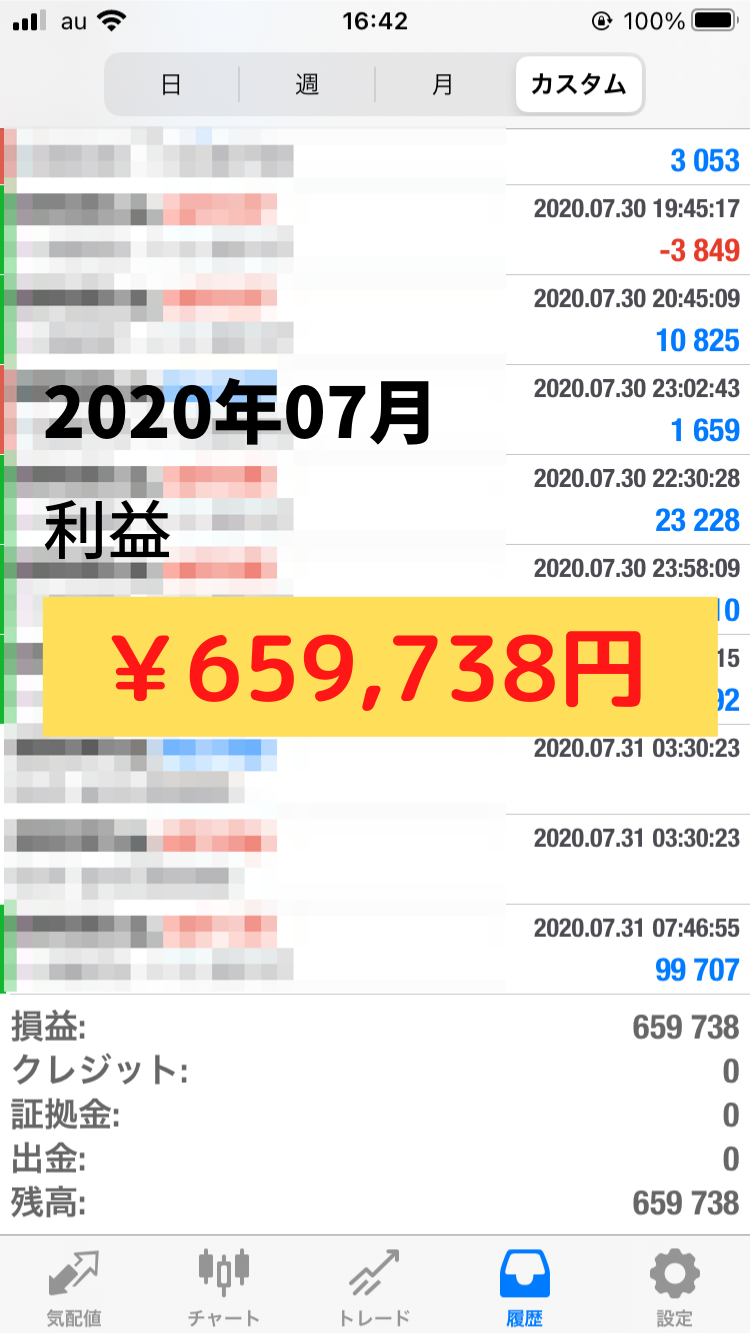 au 16:42 100%
日 週 月 カスタム
3 053
2020.07.30 19:45:17
-3 849
2020.07.30 20:45:09
10 825
2020.07.30 23:02:43
1 659
2020年07月
2020.07.30 22:30:28
23 228
利益
2020.07.30 23:58:09
10
￥659,738円
15
92
2020.07.31 03:30:23
2020.07.31 03:30:23
2020.07.31 07:46:55
99 707
損益: 659 738
クレジット: 0
証拠金: 0
出金: 0
残高: 659 738
気配値 チャート トレード 履歴 設定